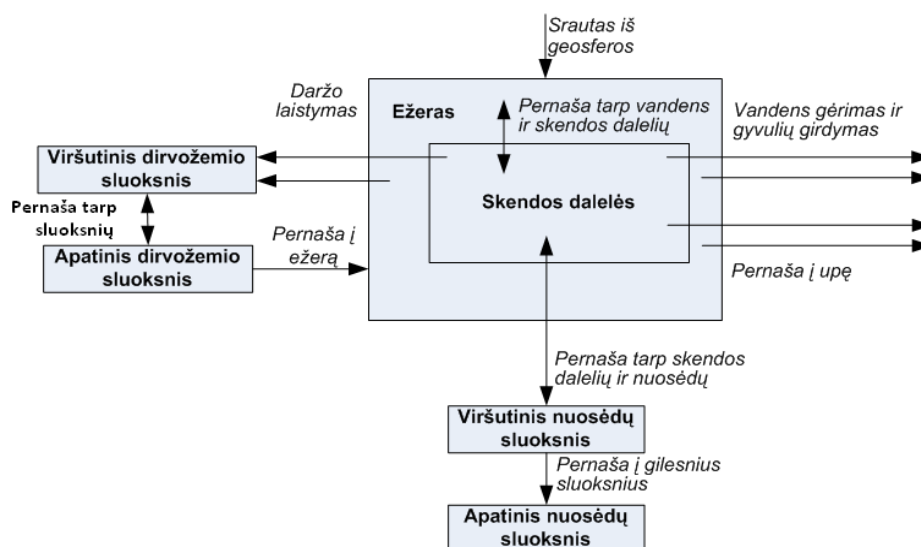 Srautas iš
geosferos
Daržo
laistymas
Ežeras
Pernaša tarp vandens
ir skendos dalelių
Vandens gėrimas ir
gyvulių girdymas
Viršutinis dirvožemio
sluoksnis
Skendos dalelės
Pernaša tarp
sluoksnių
Pernaša į
ežerą
Apatinis dirvožemio
sluoksnis
Pernaša į upę
Pernaša tarp skendos
dalelių ir nuosėdų
Viršutinis nuosėdų
sluoksnis
Pernaša į gilesnius
sluoksnius
Apatinis nuosėdų
sluoksnis